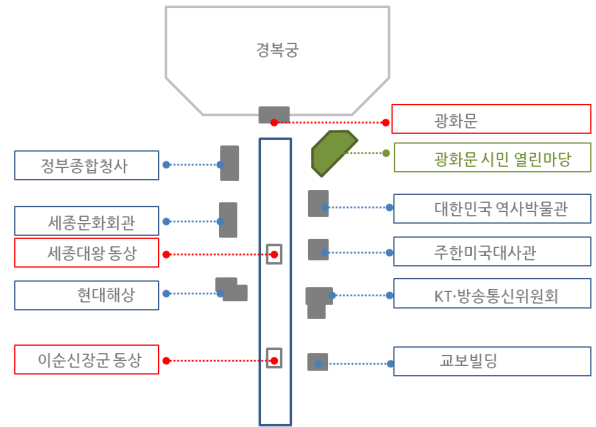 경복궁
광화문
광화문 시민 열린마당
정부종합청사
대한민국 역사박물관
세종문화회관
세종대왕 동상
주한미국대사관
현대해상
KT·방송통신위원회
이순신장군 동상
교보빌딩